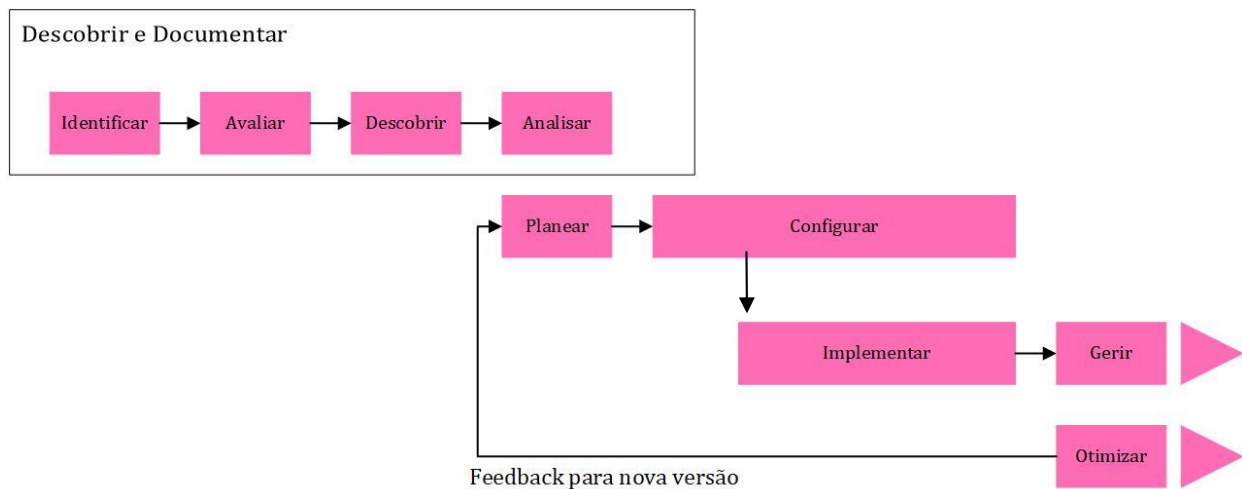 Descobrir e Documentar
Identificar
Avaliar
Descobrir
Analisar
Planear
Configurar
Implementar
Gerir
Otimizar
Feedback para nova versão